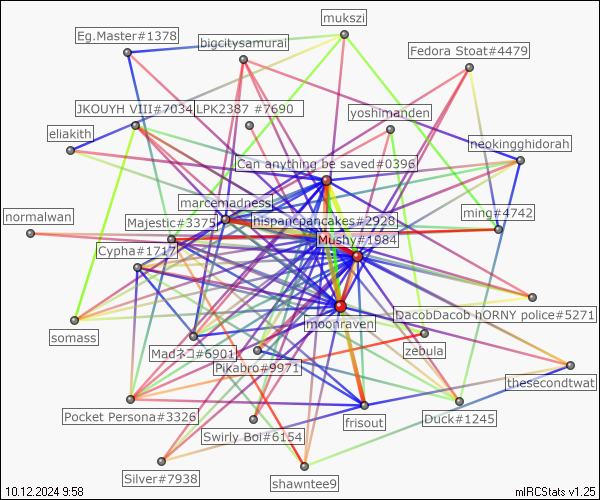 mukszi
Eg.Master#1378
bigcitysamurai
Fedora Stoat#4479
JKOUYH VIII#7034
LPK2387 #7690
yoshimanden
eliakith
neokingghidorah
Can anything be saved#0396
marcemadness
normalwan
Majestic#3375
hispancpancakes#2928
ming#4742
Mushy#1984
Cypha#1717
DacobDacob hORNY police#5271
somass
moonraven
zebula
Madネコ#6901
Pikabro#9971
thesecondtwat
Pocket Persona#3326
frisout
Duck#1245
Swirly Boi#6154
Silver#7938
shawntee9
10.12.2024 9:58
mIRCStats v1.25